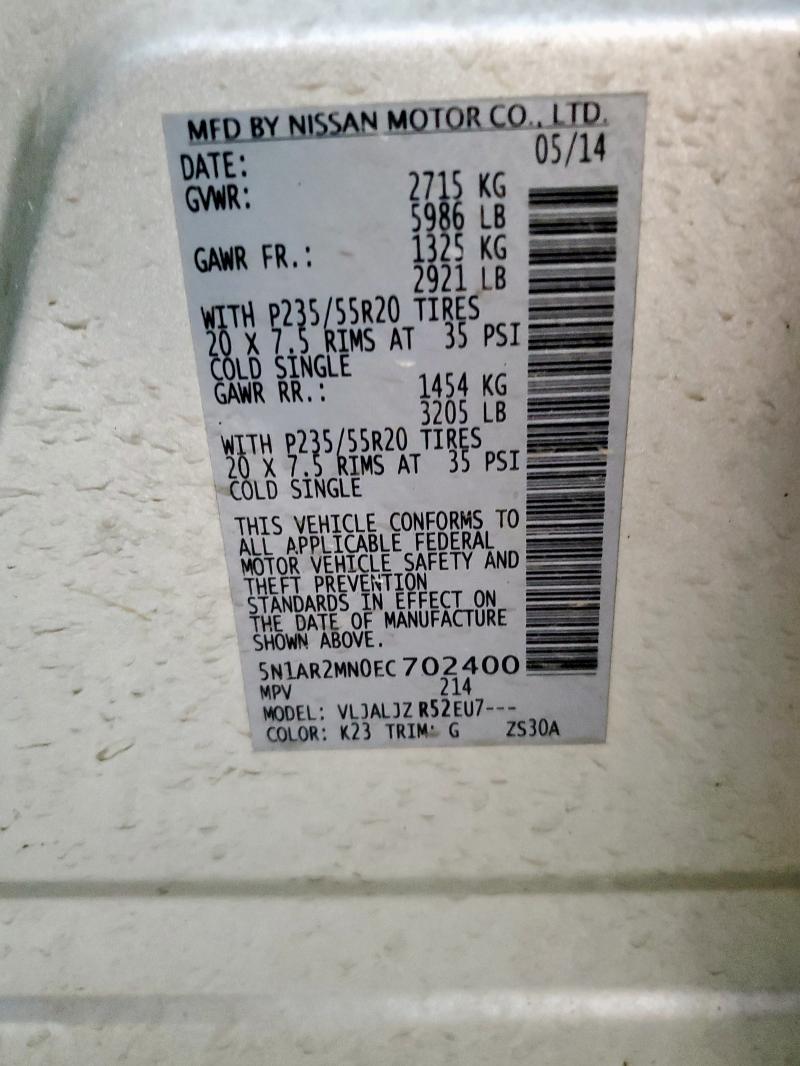 MFD BY NISSAN MOTOR CO., LTD.
DATE: 05/14
GVWR: 2715 KG
5986 LB
GAWR FR.: 1325 KG
2921 LB
WITH P235/55R20 TIRES
20 X 7.5 RIMS AT 35 PSI
COLD SINGLE
GAWR RR.: 1454 KG
3205 LB
WITH P235/55R20 TIRES
20 X 7.5 RIMS AT 35 PSI
COLD SINGLE
THIS VEHICLE CONFORMS TO
ALL APPLICABLE FEDERAL
MOTOR VEHICLE SAFETY AND
THEFT PREVENTION
STANDARDS IN EFFECT ON
THE DATE OF MANUFACTURE
SHOWN ABOVE.
5N1AR2MN0EC702400
MPV 214
MODEL: VLJALJZ R52EU7---
COLOR: K23 TRIM: G ZS30A